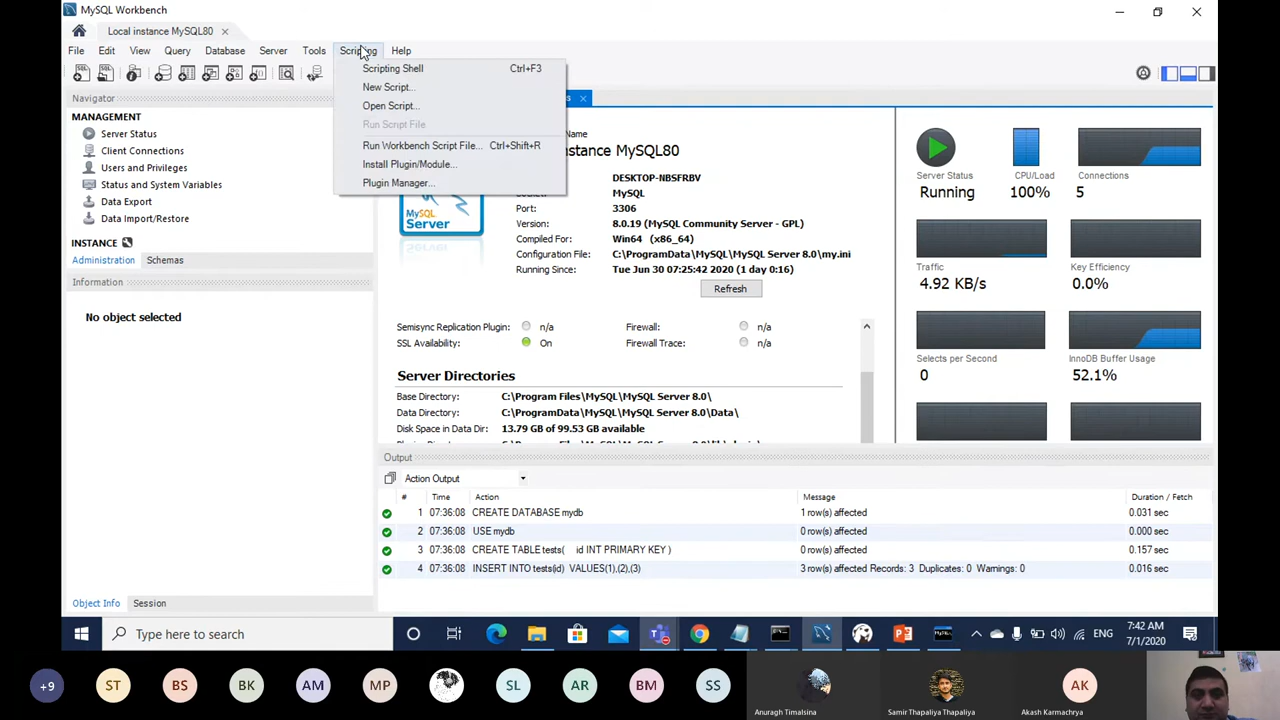 MySQL Workbench
Local instance MySQL80
File Edit View Query Database Server Tools Scripting Help
Scripting Shell Ctrl+F3
New Script...
Open Script...
Run Script File
Run Workbench Script File... Ctrl+Shift+R
Install Plugin/Module...
Plugin Manager...
Navigator
MANAGEMENT
Server Status
Client Connections
Users and Privileges
Status and System Variables
Data Export
Data Import/Restore
INSTANCE
Administration Schemas
Information
No object selected
Object Info Session
s
Name
instance MySQL80
MySQL
Server
DESKTOP-NBSFRBV
MySQL
Port: 3306
Version: 8.0.19 (MySQL Community Server - GPL)
Compiled For: Win64 (x86_64)
Configuration File: C:\ProgramData\MySQL\MySQL Server 8.0\my.ini
Running Since: Tue Jun 30 07:25:42 2020 (1 day 0:16)
Refresh
Semisync Replication Plugin: n/a Firewall: n/a
SSL Availability: On Firewall Trace: n/a
Server Directories
Base Directory: C:\Program Files\MySQL\MySQL Server 8.0\
Data Directory: C:\ProgramData\MySQL\MySQL Server 8.0\Data\
Disk Space in Data Dir: 13.79 GB of 99.53 GB available
Server Status CPU/Load Connections
Running 100% 5
Traffic Key Efficiency
4.92 KB/s 0.0%
Selects per Second InnoDB Buffer Usage
0 52.1%
Output
Action Output
# Time Action Message Duration / Fetch
1 07:36:08 CREATE DATABASE mydb 1 row(s) affected 0.031 sec
2 07:36:08 USE mydb 0 row(s) affected 0.000 sec
3 07:36:08 CREATE TABLE tests( id INT PRIMARY KEY ) 0 row(s) affected 0.157 sec
4 07:36:08 INSERT INTO tests(id) VALUES(1),(2),(3) 3 row(s) affected Records: 3 Duplicates: 0 Warnings: 0 0.016 sec
Type here to search
ENG
7:42 AM
7/1/2020
+9 ST BS BK AM MP SL AR BM SS AK
Anuragh Timalsina Samir Thapaliya Thapaliya Akash Karmachrya